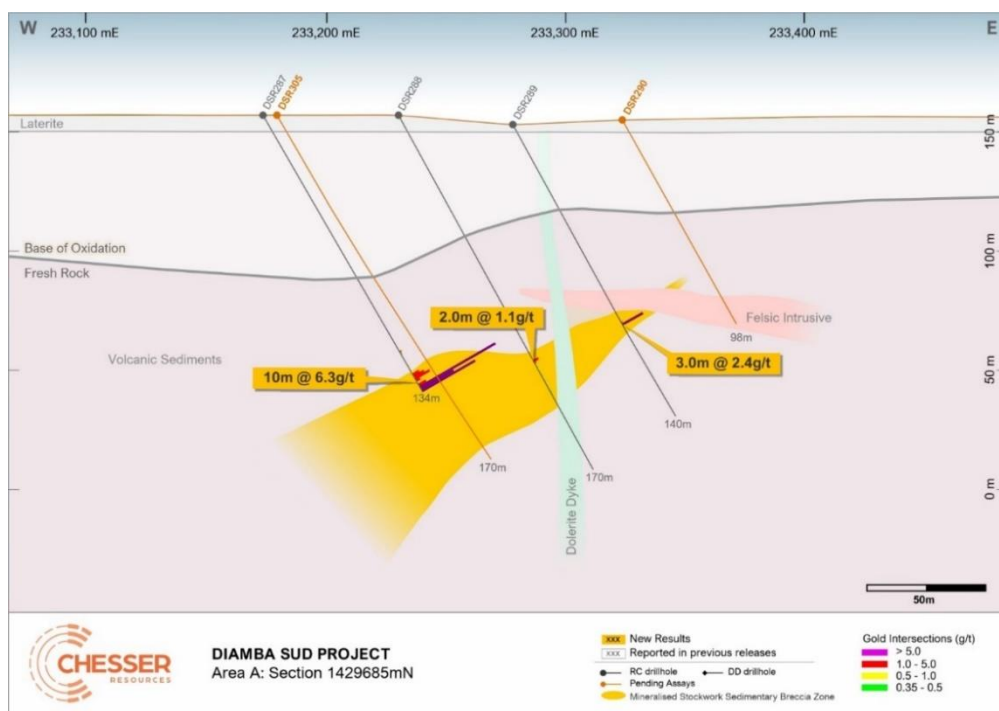 W
233,100 mE
233,200 mE
233,300 mE
233,400 mE
E
DSR287
DSR305
DSR288
DSR289
DSR290
Laterite
150 m
Base of Oxidation
100 m
Fresh Rock
2.0m @ 1.1g/t
Felsic Intrusive
98m
Volcanic Sediments
3.0m @ 2.4g/t
10m @ 6.3g/t
50 m
134m
140m
170m
170m
0 m
Dolerite Dyke
50m
CHESSER
RESOURCES
DIAMBA SUD PROJECT
Area A: Section 1429685mN
XXX New Results
XXX Reported in previous releases
RC drillhole
DD drillhole
Pending Assays
Mineralised Stockwork Sedimentary Breccia Zone
Gold Intersections (g/t)
> 5.0
1.0 - 5.0
0.5 - 1.0
0.35 - 0.5